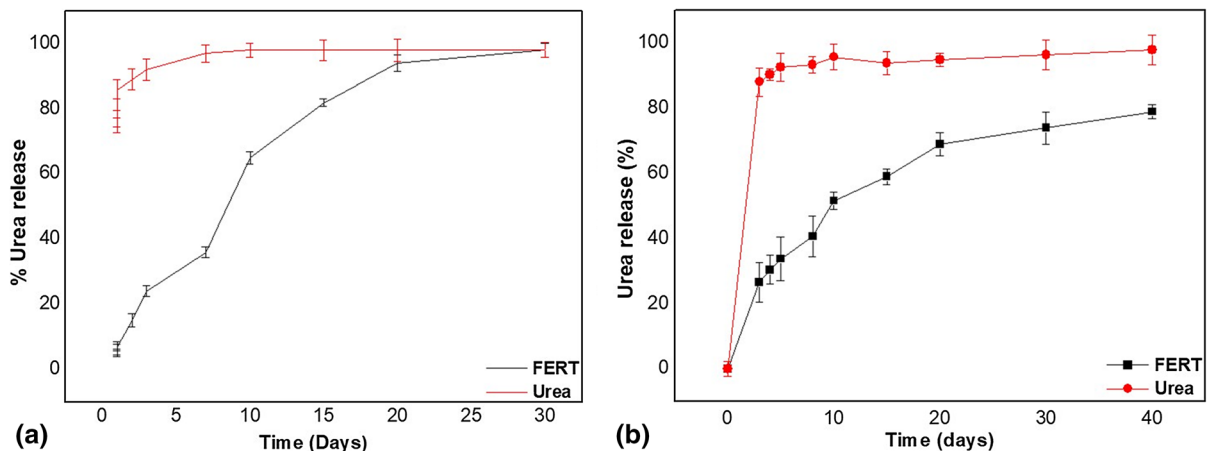 100
80
60
40
20
0
% Urea release
FERT
Urea
0 5 10 15 20 30
Time (Days)
(a)
100
80
60
40
20
0
Urea release (%)
FERT
Urea
0 10 20 30 40
Time (days)
(b)